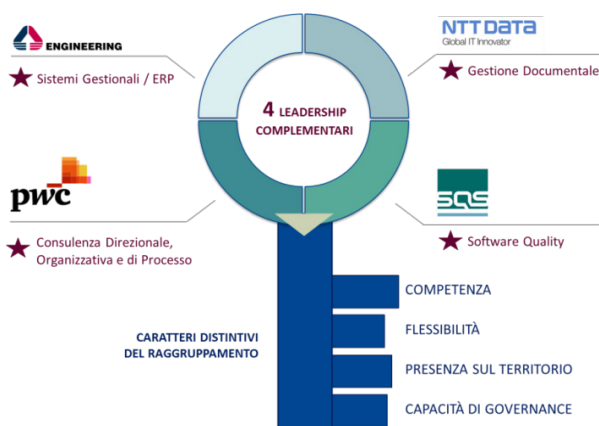 ENGINEERING
Sistemi Gestionali / ERP
NTT DATA
Global IT Innovator
Gestione Documentale
4 LEADERSHIP
COMPLEMENTARI
pwc
Consulenza Direzionale,
Organizzativa e di Processo
SQS
Software Quality
CARATTERI DISTINTIVI
DEL RAGGRUPPAMENTO
COMPETENZA
FLESSIBILITÀ
PRESENZA SUL TERRITORIO
CAPACITÀ DI GOVERNANCE